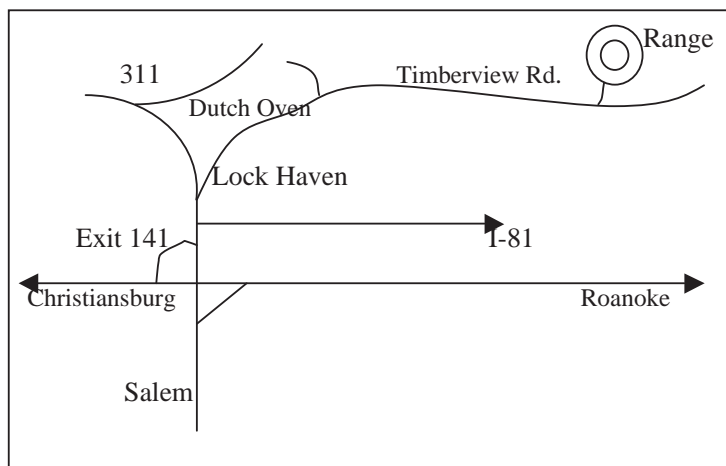 Range
311
Timberview Rd.
Dutch Oven
Lock Haven
Exit 141
I-81
Christiansburg
Roanoke
Salem